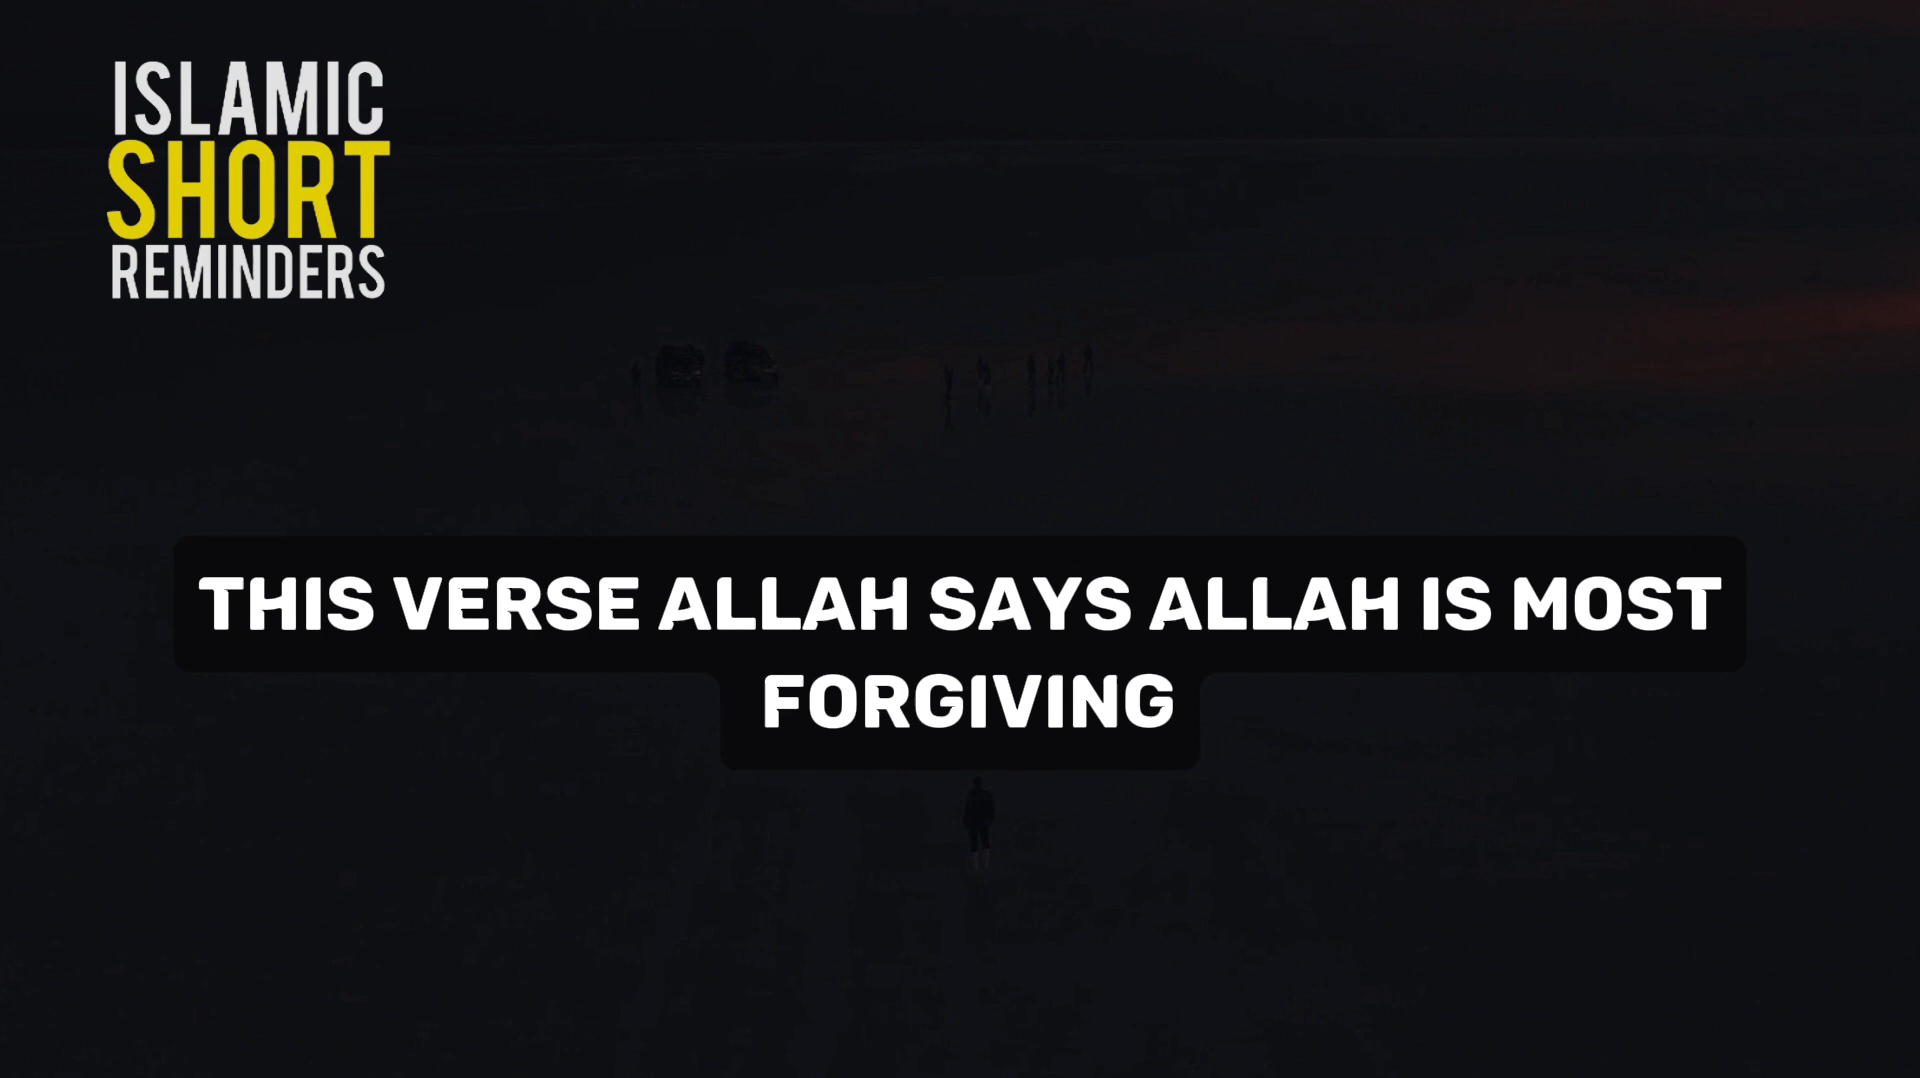 ISLAMIC
SHORT
REMINDERS
THIS VERSE ALLAH SAYS ALLAH IS MOST
FORGIVING